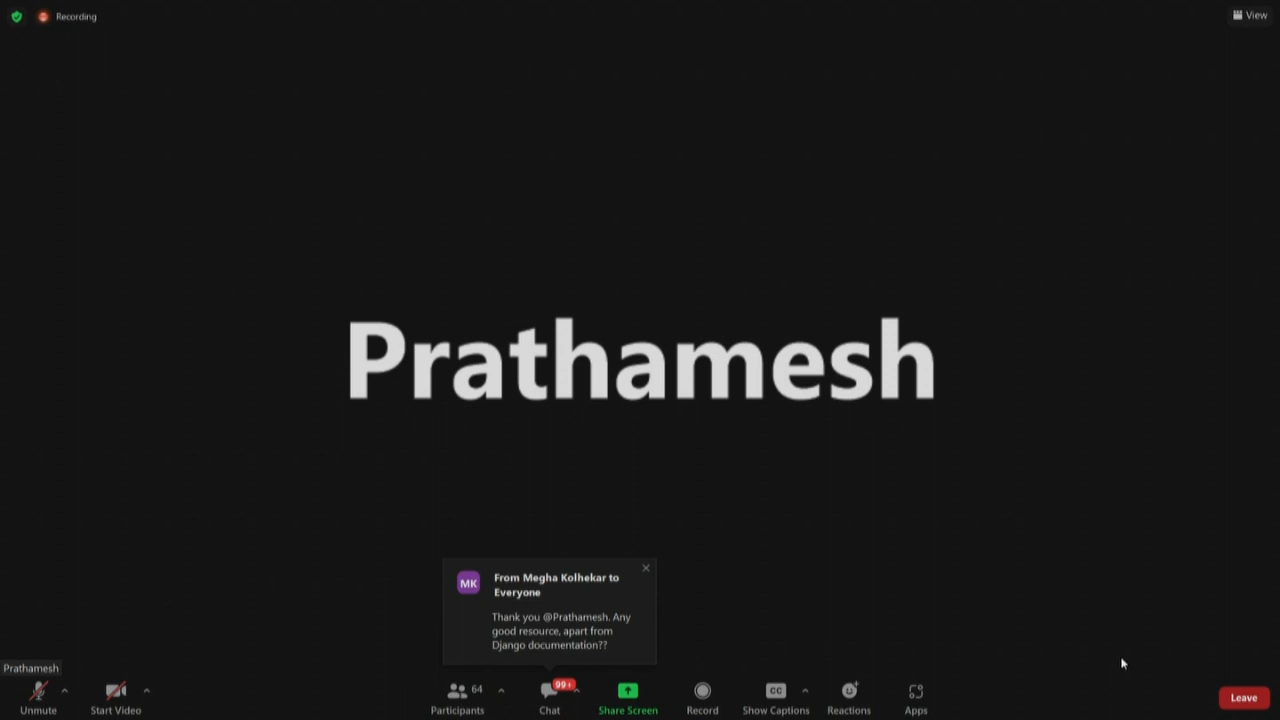 Recording
View
Prathamesh
From Megha Kolhekar to
Everyone
MK
Thank you @Prathamesh. Any
good resource, apart from
Django documentation??
Prathamesh
Unmute
Start Video
64
Participants
99+
Chat
Share Screen
Record
CC
Show Captions
Reactions
Apps
Leave